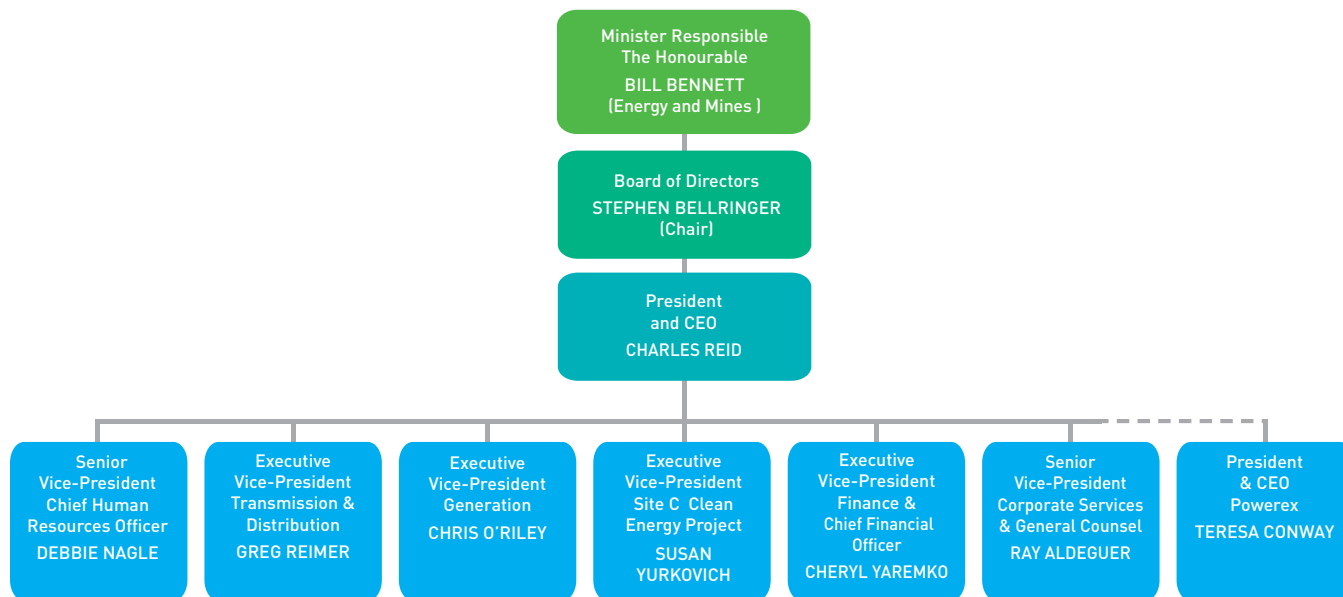 Minister Responsible
The Honourable
BILL BENNETT
(Energy and Mines )
Board of Directors
STEPHEN BELLRINGER
(Chair)
President
and CEO
CHARLES REID
Senior
Vice-President
Chief Human
Resources Officer
DEBBIE NAGLE
Executive
Vice-President
Transmission &
Distribution
GREG REIMER
Executive
Vice-President
Generation
CHRIS O'RILEY
Executive
Vice-President
Site C Clean
Energy Project
SUSAN
YURKOVICH
Executive
Vice-President
Finance &
Chief Financial
Officer
CHERYL YAREMKO
Senior
Vice-President
Corporate Services
& General Counsel
RAY ALDEGUER
President
& CEO
Powerex
TERESA CONWAY